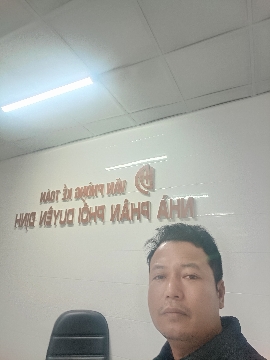 VĂN PHÒNG KẾ TOÁN
NHÀ PHÂN PHỐI DUYÊN ĐỊNH